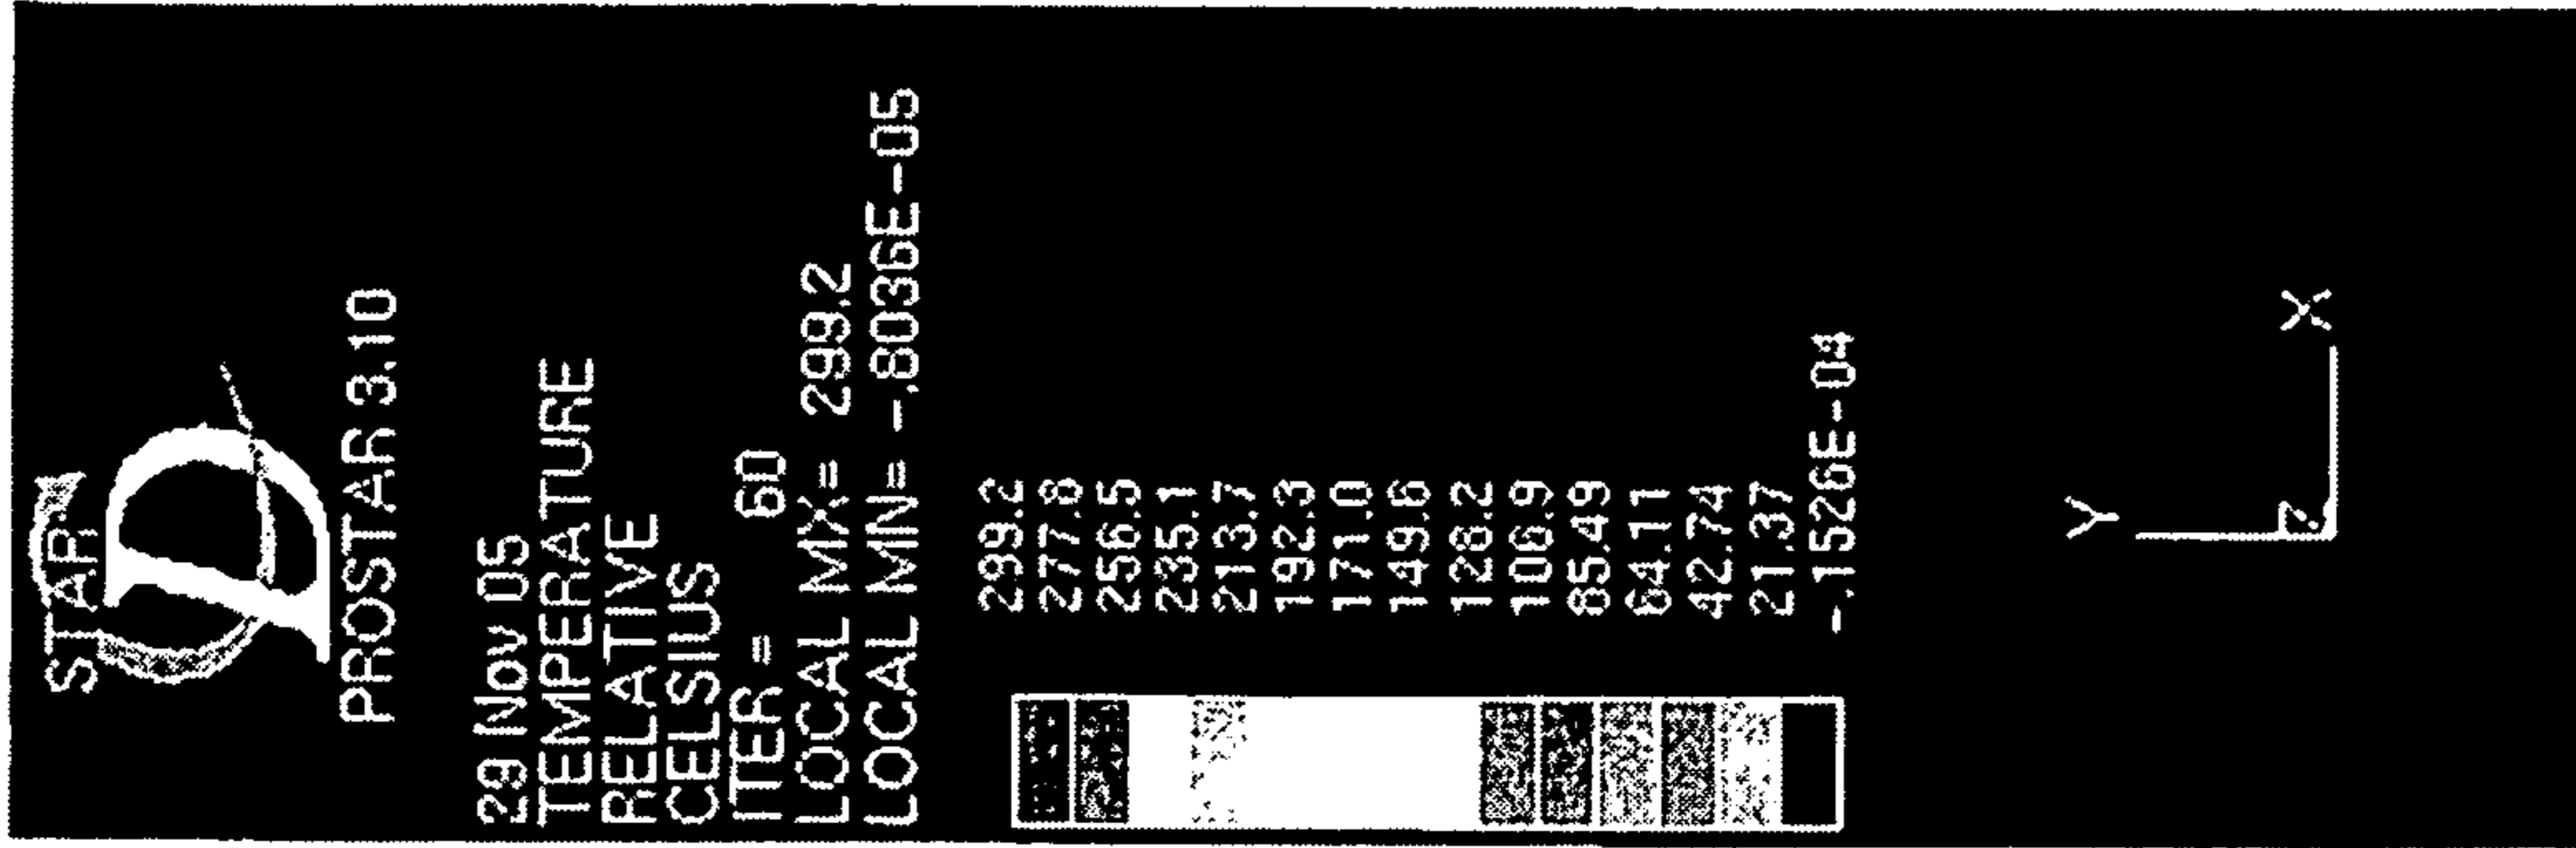 STAR
D
PROSTAR 3.10
29 Nov 05
TEMPERATURE
RELATIVE
CELSIUS
ITER = 60
LOCAL MX= 299.2
LOCAL MN= -.8036E-05
299.2
277.8
256.5
235.1
213.7
192.3
171.0
149.6
128.2
106.9
85.49
64.11
42.74
21.37
-.1526E-04
Y
Z X